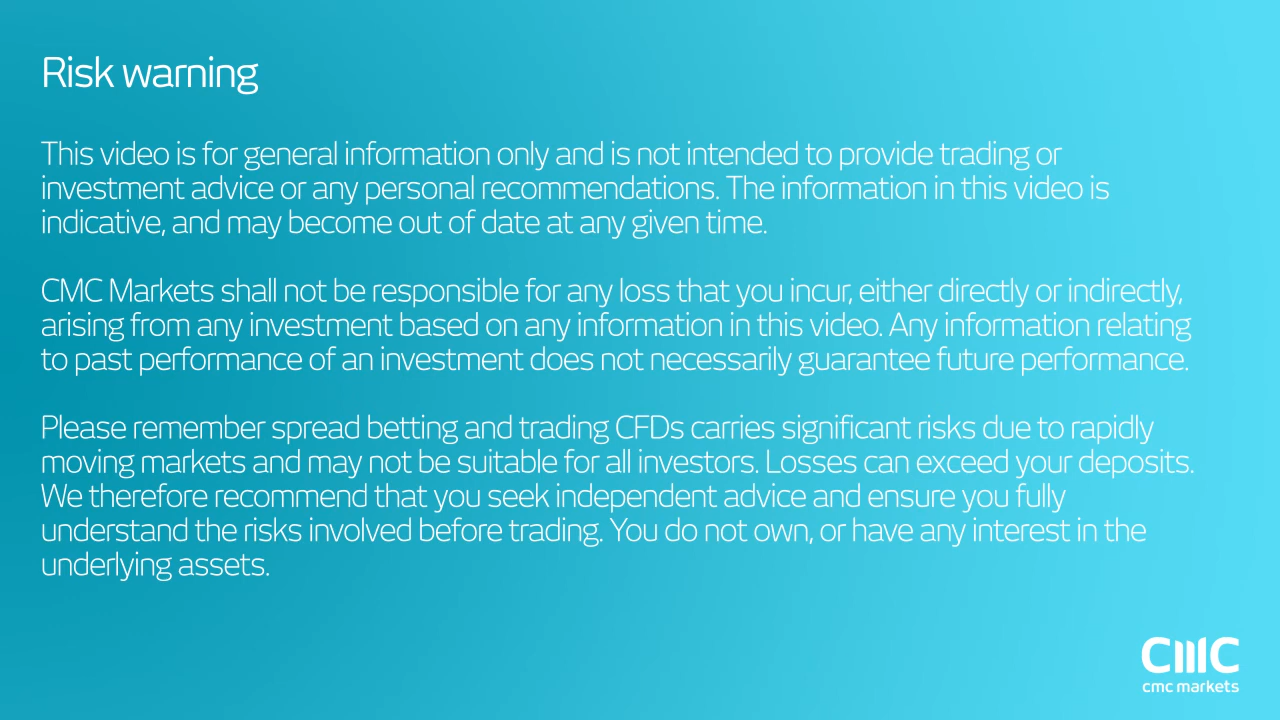 Risk warning
This video is for general information only and is not intended to provide trading or
investment advice or any personal recommendations. The information in this video is
indicative, and may become out of date at any given time.
CMC Markets shall not be responsible for any loss that you incur, either directly or indirectly,
arising from any investment based on any information in this video. Any information relating
to past performance of an investment does not necessarily guarantee future performance.
Please remember spread betting and trading CFDs carries significant risks due to rapidly
moving markets and may not be suitable for all investors. Losses can exceed your deposits.
We therefore recommend that you seek independent advice and ensure you fully
understand the risks involved before trading. You do not own, or have any interest in the
underlying assets.
CMC
cmc markets